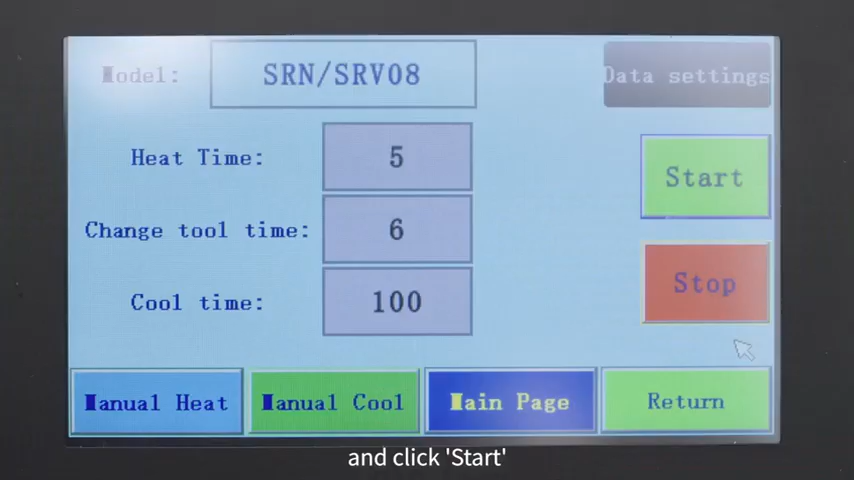 Model: SRN/SRV08 Data settings
Heat Time: 5
Start
Change tool time: 6
Stop
Cool time: 100
Manual Heat Manual Cool Main Page Return
and click 'Start'